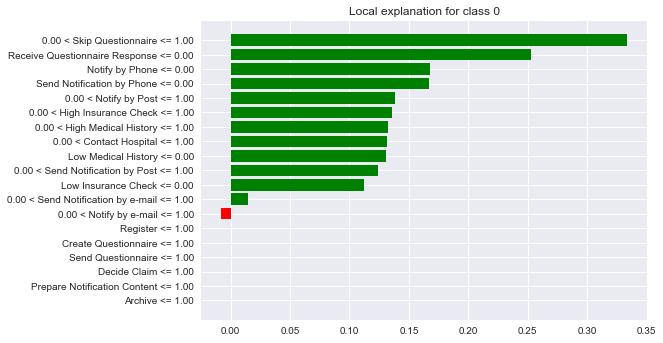 Local explanation for class 0
0.00 < Skip Questionnaire <= 1.00
Receive Questionnaire Response <= 0.00
Notify by Phone <= 0.00
Send Notification by Phone <= 0.00
0.00 < Notify by Post <= 1.00
0.00 < High Insurance Check <= 1.00
0.00 < High Medical History <= 1.00
0.00 < Contact Hospital <= 1.00
Low Medical History <= 0.00
0.00 < Send Notification by Post <= 1.00
Low Insurance Check <= 0.00
0.00 < Send Notification by e-mail <= 1.00
0.00 < Notify by e-mail <= 1.00
Register <= 1.00
Create Questionnaire <= 1.00
Send Questionnaire <= 1.00
Decide Claim <= 1.00
Prepare Notification Content <= 1.00
Archive <= 1.00
0.00 0.05 0.10 0.15 0.20 0.25 0.30 0.35